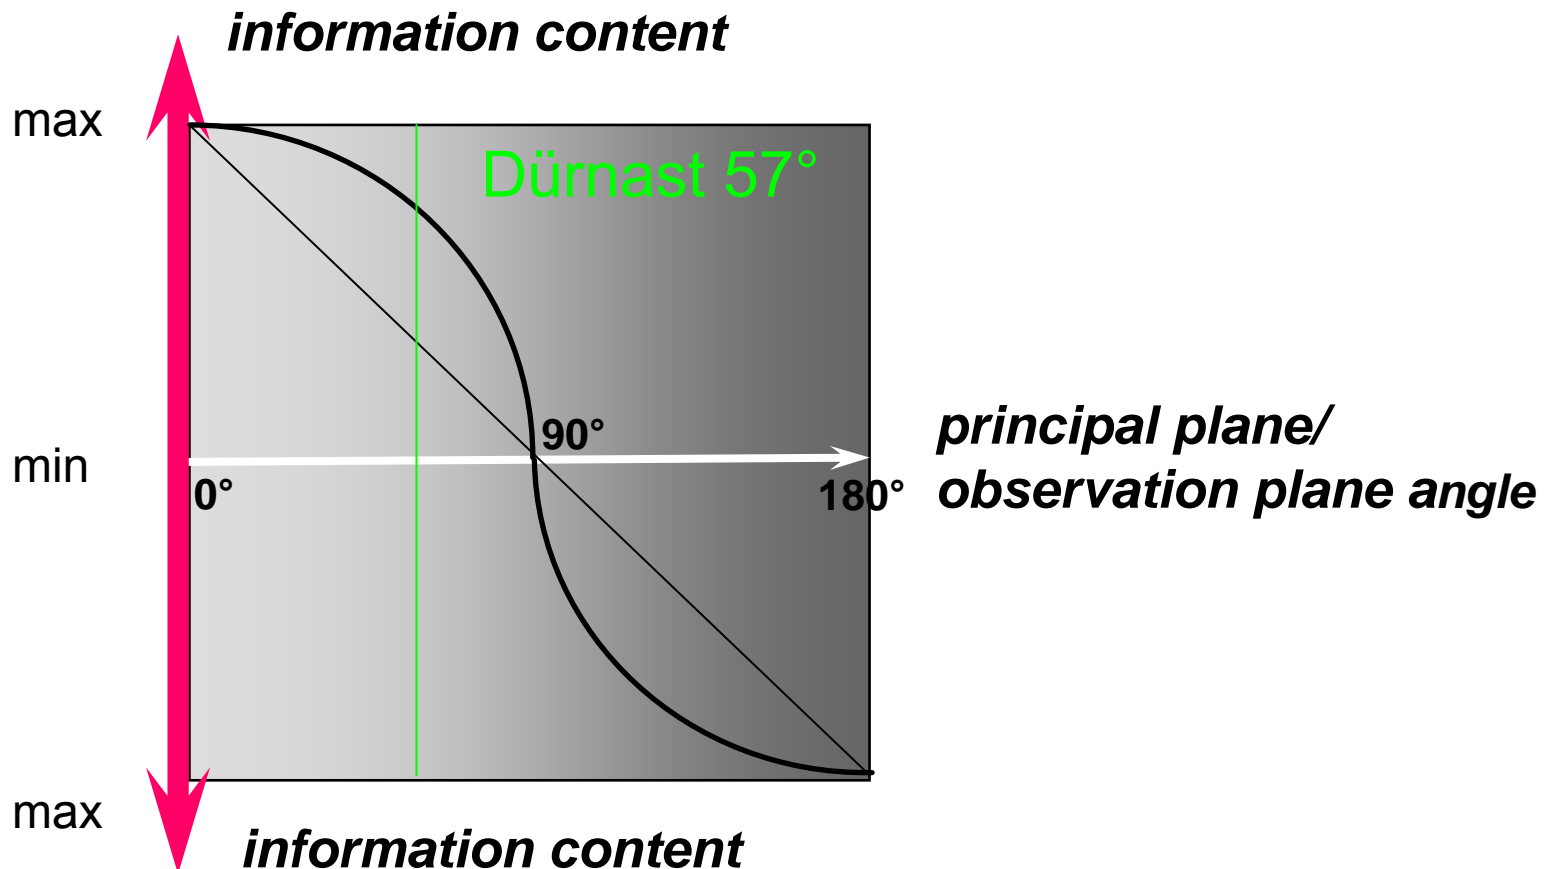 information content
max
Dürnast 57°
90°
principal plane/
min
0°
180°
observation plane angle
max
information content